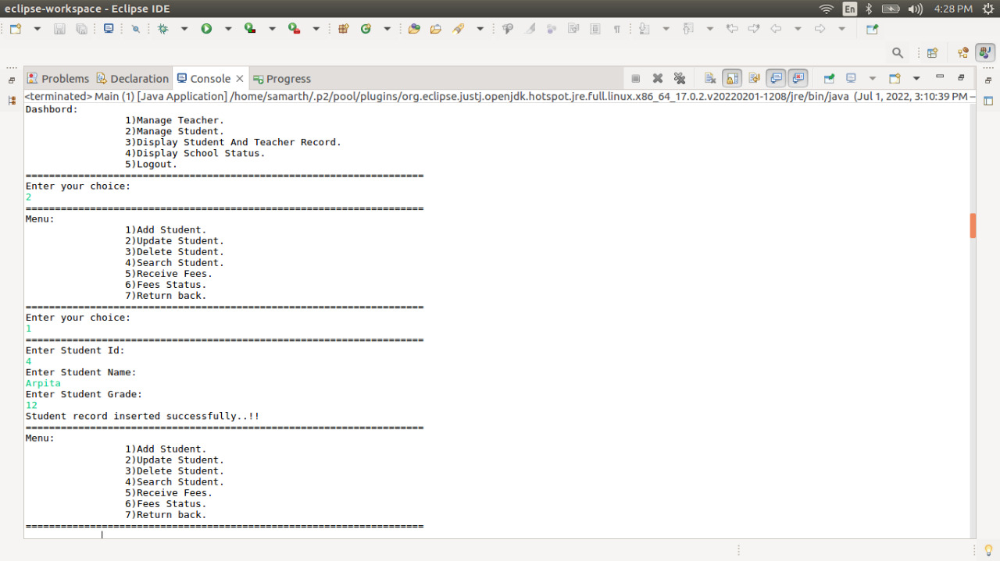 eclipse-workspace - Eclipse IDE
En
4:28 PM
Problems
Declaration
Console
Progress
<terminated> Main (1) [Java Application] /home/samarth/.p2/pool/plugins/org.eclipse.justj.openjdk.hotspot.jre.full.linux.x86_64_17.0.2.v20220201-1208/jre/bin/java (Jul 1, 2022, 3:10:39 PM –
Dashbord:
1)Manage Teacher.
2)Manage Student.
3)Display Student And Teacher Record.
4)Display School Status.
5)Logout.
====================================================================
Enter your choice:
2
====================================================================
Menu:
1)Add Student.
2)Update Student.
3)Delete Student.
4)Search Student.
5)Receive Fees.
6)Fees Status.
7)Return back.
====================================================================
Enter your choice:
1
====================================================================
Enter Student Id:
4
Enter Student Name:
Arpita
Enter Student Grade:
12
Student record inserted successfully..!!
====================================================================
Menu:
1)Add Student.
2)Update Student.
3)Delete Student.
4)Search Student.
5)Receive Fees.
6)Fees Status.
7)Return back.
====================================================================